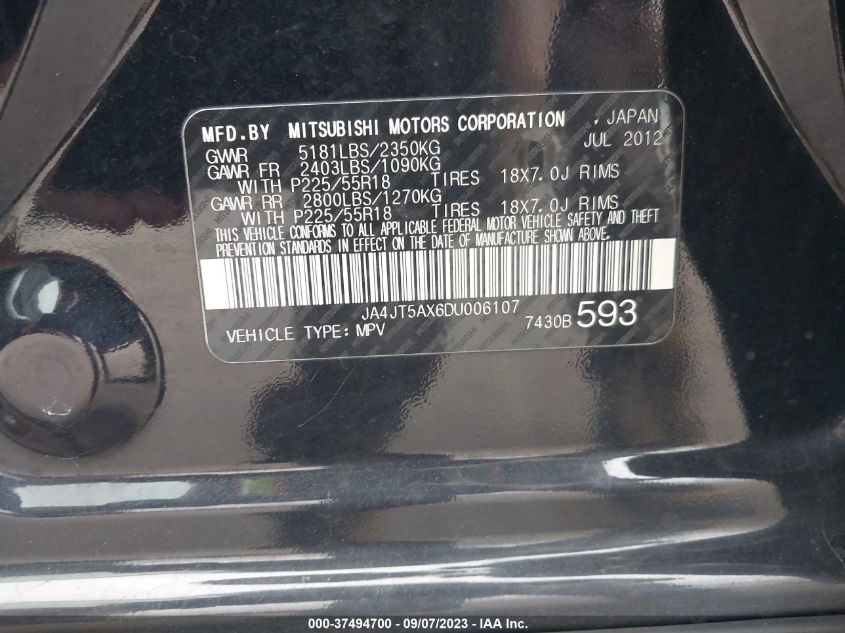 MFD.BY MITSUBISHI MOTORS CORPORATION , JAPAN
GVWR 5181LBS/2350KG JUL 2012
GAWR FR 2403LBS/1090KG
WITH P225/55R18 TIRES 18X7.0J RIMS
GAWR RR 2800LBS/1270KG
WITH P225/55R18 TIRES 18X7.0J RIMS
THIS VEHICLE CONFORMS TO ALL APPLICABLE FEDERAL MOTOR VEHICLE SAFETY AND THEFT
PREVENTION STANDARDS IN EFFECT ON THE DATE OF MANUFACTURE SHOWN ABOVE.
JA4JT5AX6DU006107
VEHICLE TYPE: MPV 7430B 593
000-37494700 - 09/07/2023 - IAA Inc.